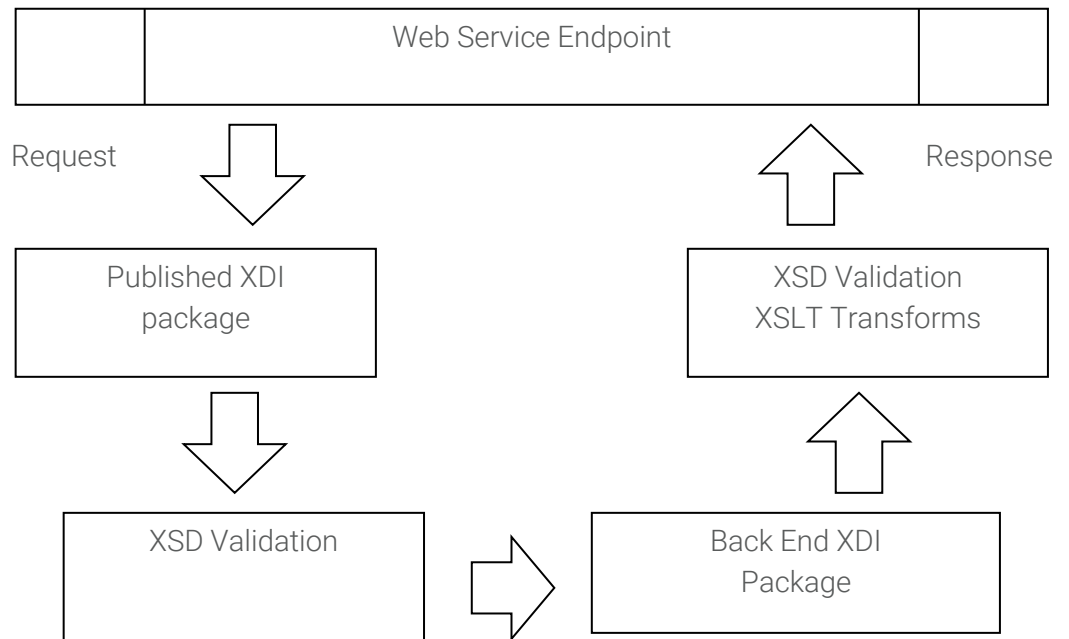 Web Service Endpoint
Request
Response
Published XDI
package
XSD Validation
XSLT Transforms
XSD Validation
Back End XDI
Package